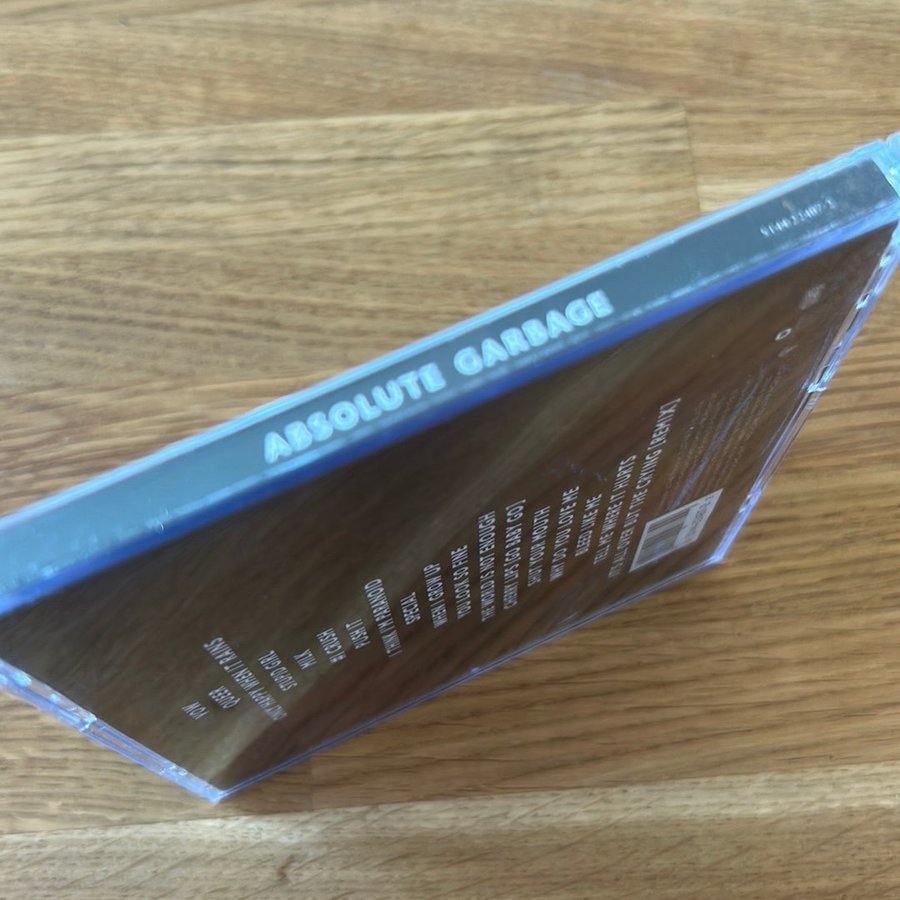 ABSOLUTE GARBAGE
VOW
QUEER
ONLY HAPPY WHEN IT RAINS
STUPID GIRL
MILK
#1 CRUSH
PUSH IT
I THINK I'M PARANOID
SPECIAL
WHEN I GROW UP
YOU LOOK SO FINE
THE WORLD IS NOT ENOUGH
CHERRY LIPS (GO BABY GO)
SHUT YOUR MOUTH
WHY DO YOU LOVE ME
BLEED LIKE ME
TELL ME WHERE IT HURTS
IT'S ALL OVER BUT THE CRYING [REMIX]